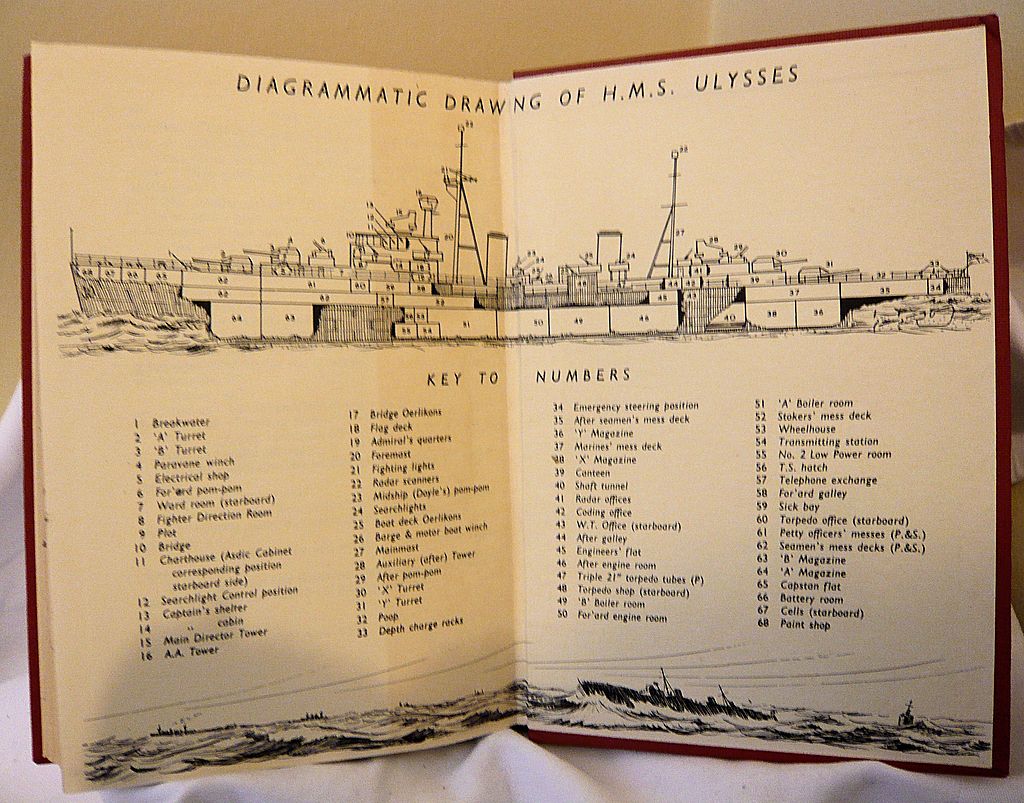 DIAGRAMMATIC DRAWING OF H.M.S. ULYSSES
KEY TO NUMBERS
1 Breakwater
2 'A' Turret
3 'B' Turret
4 Paravane winch
5 Electrical shop
6 For'ard pom-pom
7 Ward room (starboard)
8 Fighter Direction Room
9 Plot
10 Bridge
11 Charthouse (Asdic Cabinet
corresponding position
starboard side)
12 Searchlight Control position
13 Captain's shelter
14 ,, cabin
15 Main Director Tower
16 A.A. Tower
17 Bridge Oerlikons
18 Flag deck
19 Admiral's quarters
20 Foremast
21 Fighting lights
22 Radar scanners
23 Midship (Doyle's) pom-pom
24 Searchlights
25 Boat deck Oerlikons
26 Barge & motor boat winch
27 Mainmast
28 Auxiliary (after) Tower
29 After pom-pom
30 'X' Turret
31 'Y' Turret
32 Poop
33 Depth charge racks
34 Emergency steering position
35 After seamen's mess deck
36 'Y' Magazine
37 Marines' mess deck
38 'X' Magazine
39 Canteen
40 Shaft tunnel
41 Radar offices
42 Coding office
43 W.T. Office (starboard)
44 After galley
45 Engineers' flat
46 After engine room
47 Triple 21" torpedo tubes (P)
48 Torpedo shop (starboard)
49 'B' Boiler room
50 For'ard engine room
51 'A' Boiler room
52 Stokers' mess deck
53 Wheelhouse
54 Transmitting station
55 No. 2 Low Power room
56 T.S. hatch
57 Telephone exchange
58 For'ard galley
59 Sick bay
60 Torpedo office (starboard)
61 Petty officers' messes (P.&S.)
62 Seamen's mess decks (P.&S.)
63 'B' Magazine
64 'A' Magazine
65 Capstan flat
66 Battery room
67 Cells (starboard)
68 Paint shop